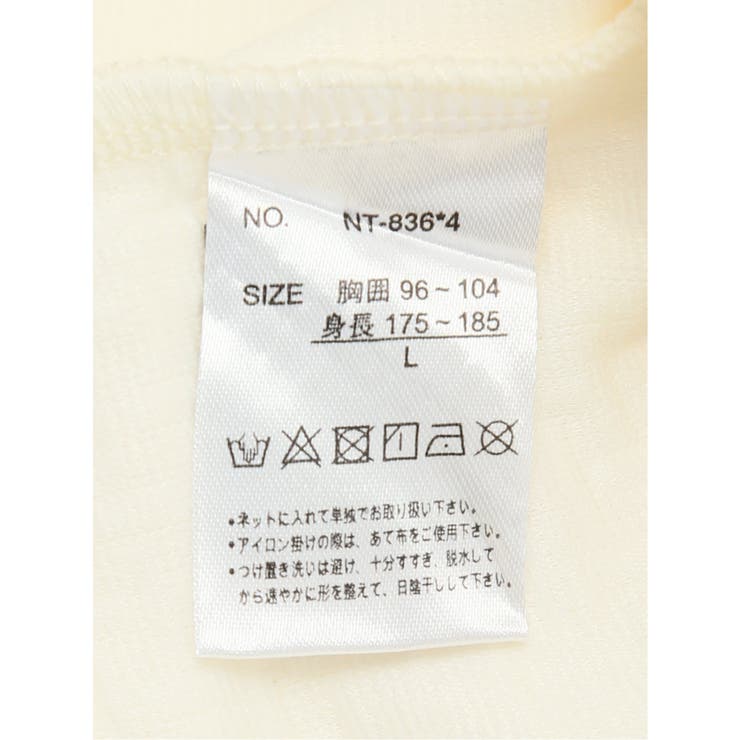 NO. NT-836*4
SIZE 胸囲 96～104
身長 175～185
L
•ネットに入れて単独でお取り扱い下さい。
•アイロン掛けの際は、あて布をご使用下さい。
•つけ置き洗いは避け、十分すすぎ、脱水して
から速やかに形を整えて、日陰干しして下さい。